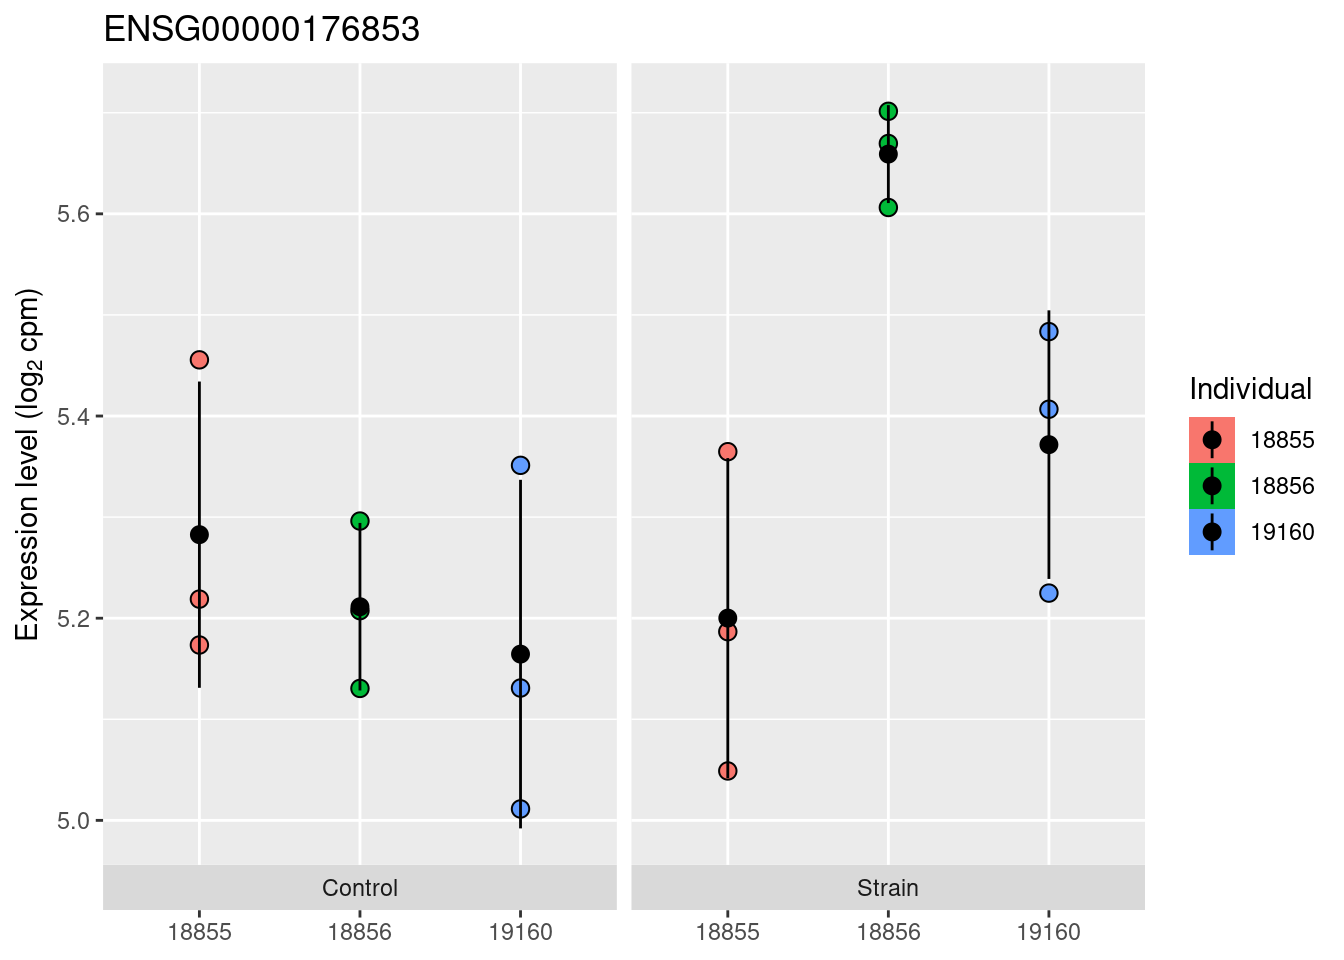 ENSG00000176853
Expression level (log₂ cpm)
5.6
5.4
5.2
5.0
Control
Strain
18855 18856 19160
18855 18856 19160
Individual
18855
18856
19160